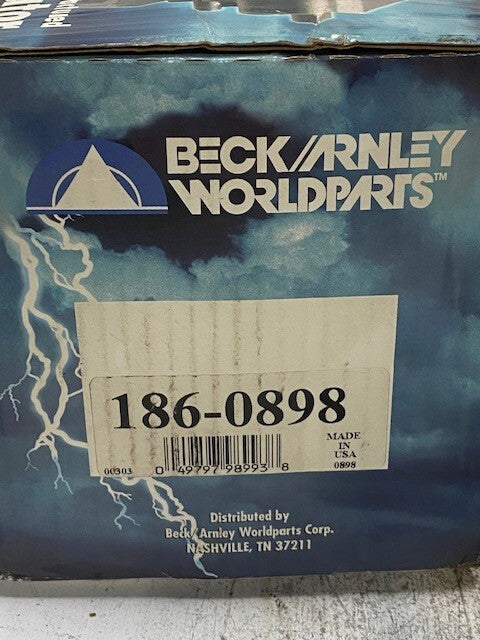 BECK/ARNLEY
WORLDPARTS™
186-0898
MADE
IN
USA
00303
0 49797 98993 8
0898
Distributed by
Beck/Arnley Worldparts Corp.
NASHVILLE, TN 37211